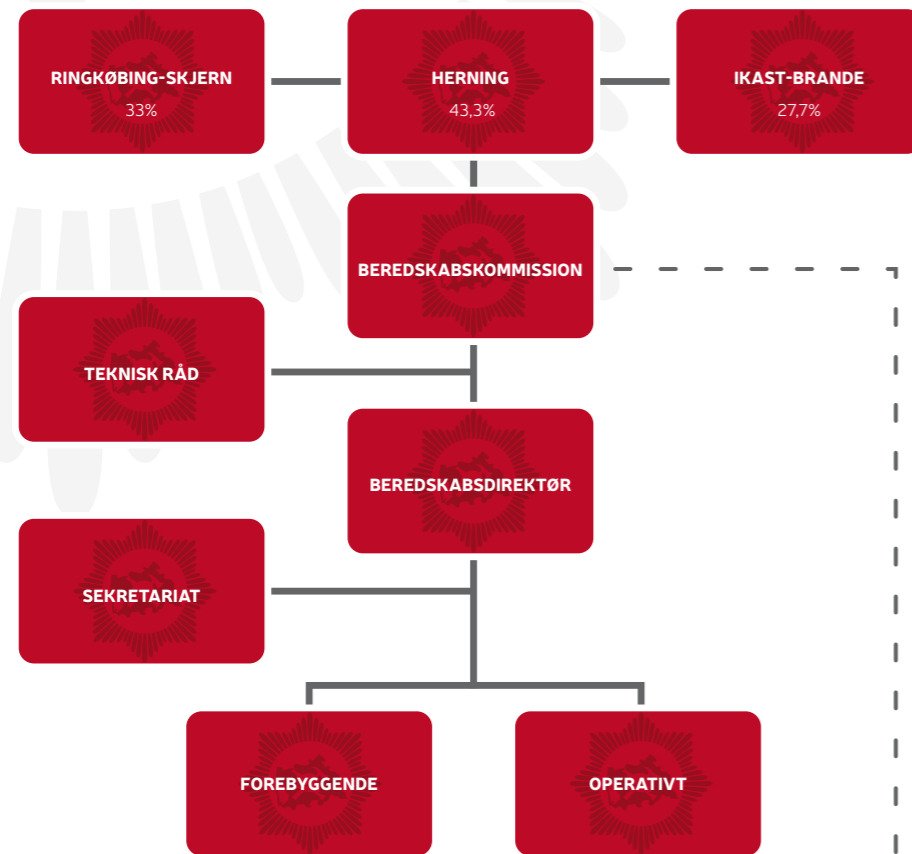 RINGKØBING-SKJERN
33%
HERNING
43,3%
IKAST-BRANDE
27,7%
BEREDSKABSKOMMISSION
TEKNISK RÅD
BEREDSKABSDIREKTØR
SEKRETARIAT
FOREBYGGENDE
OPERATIVT